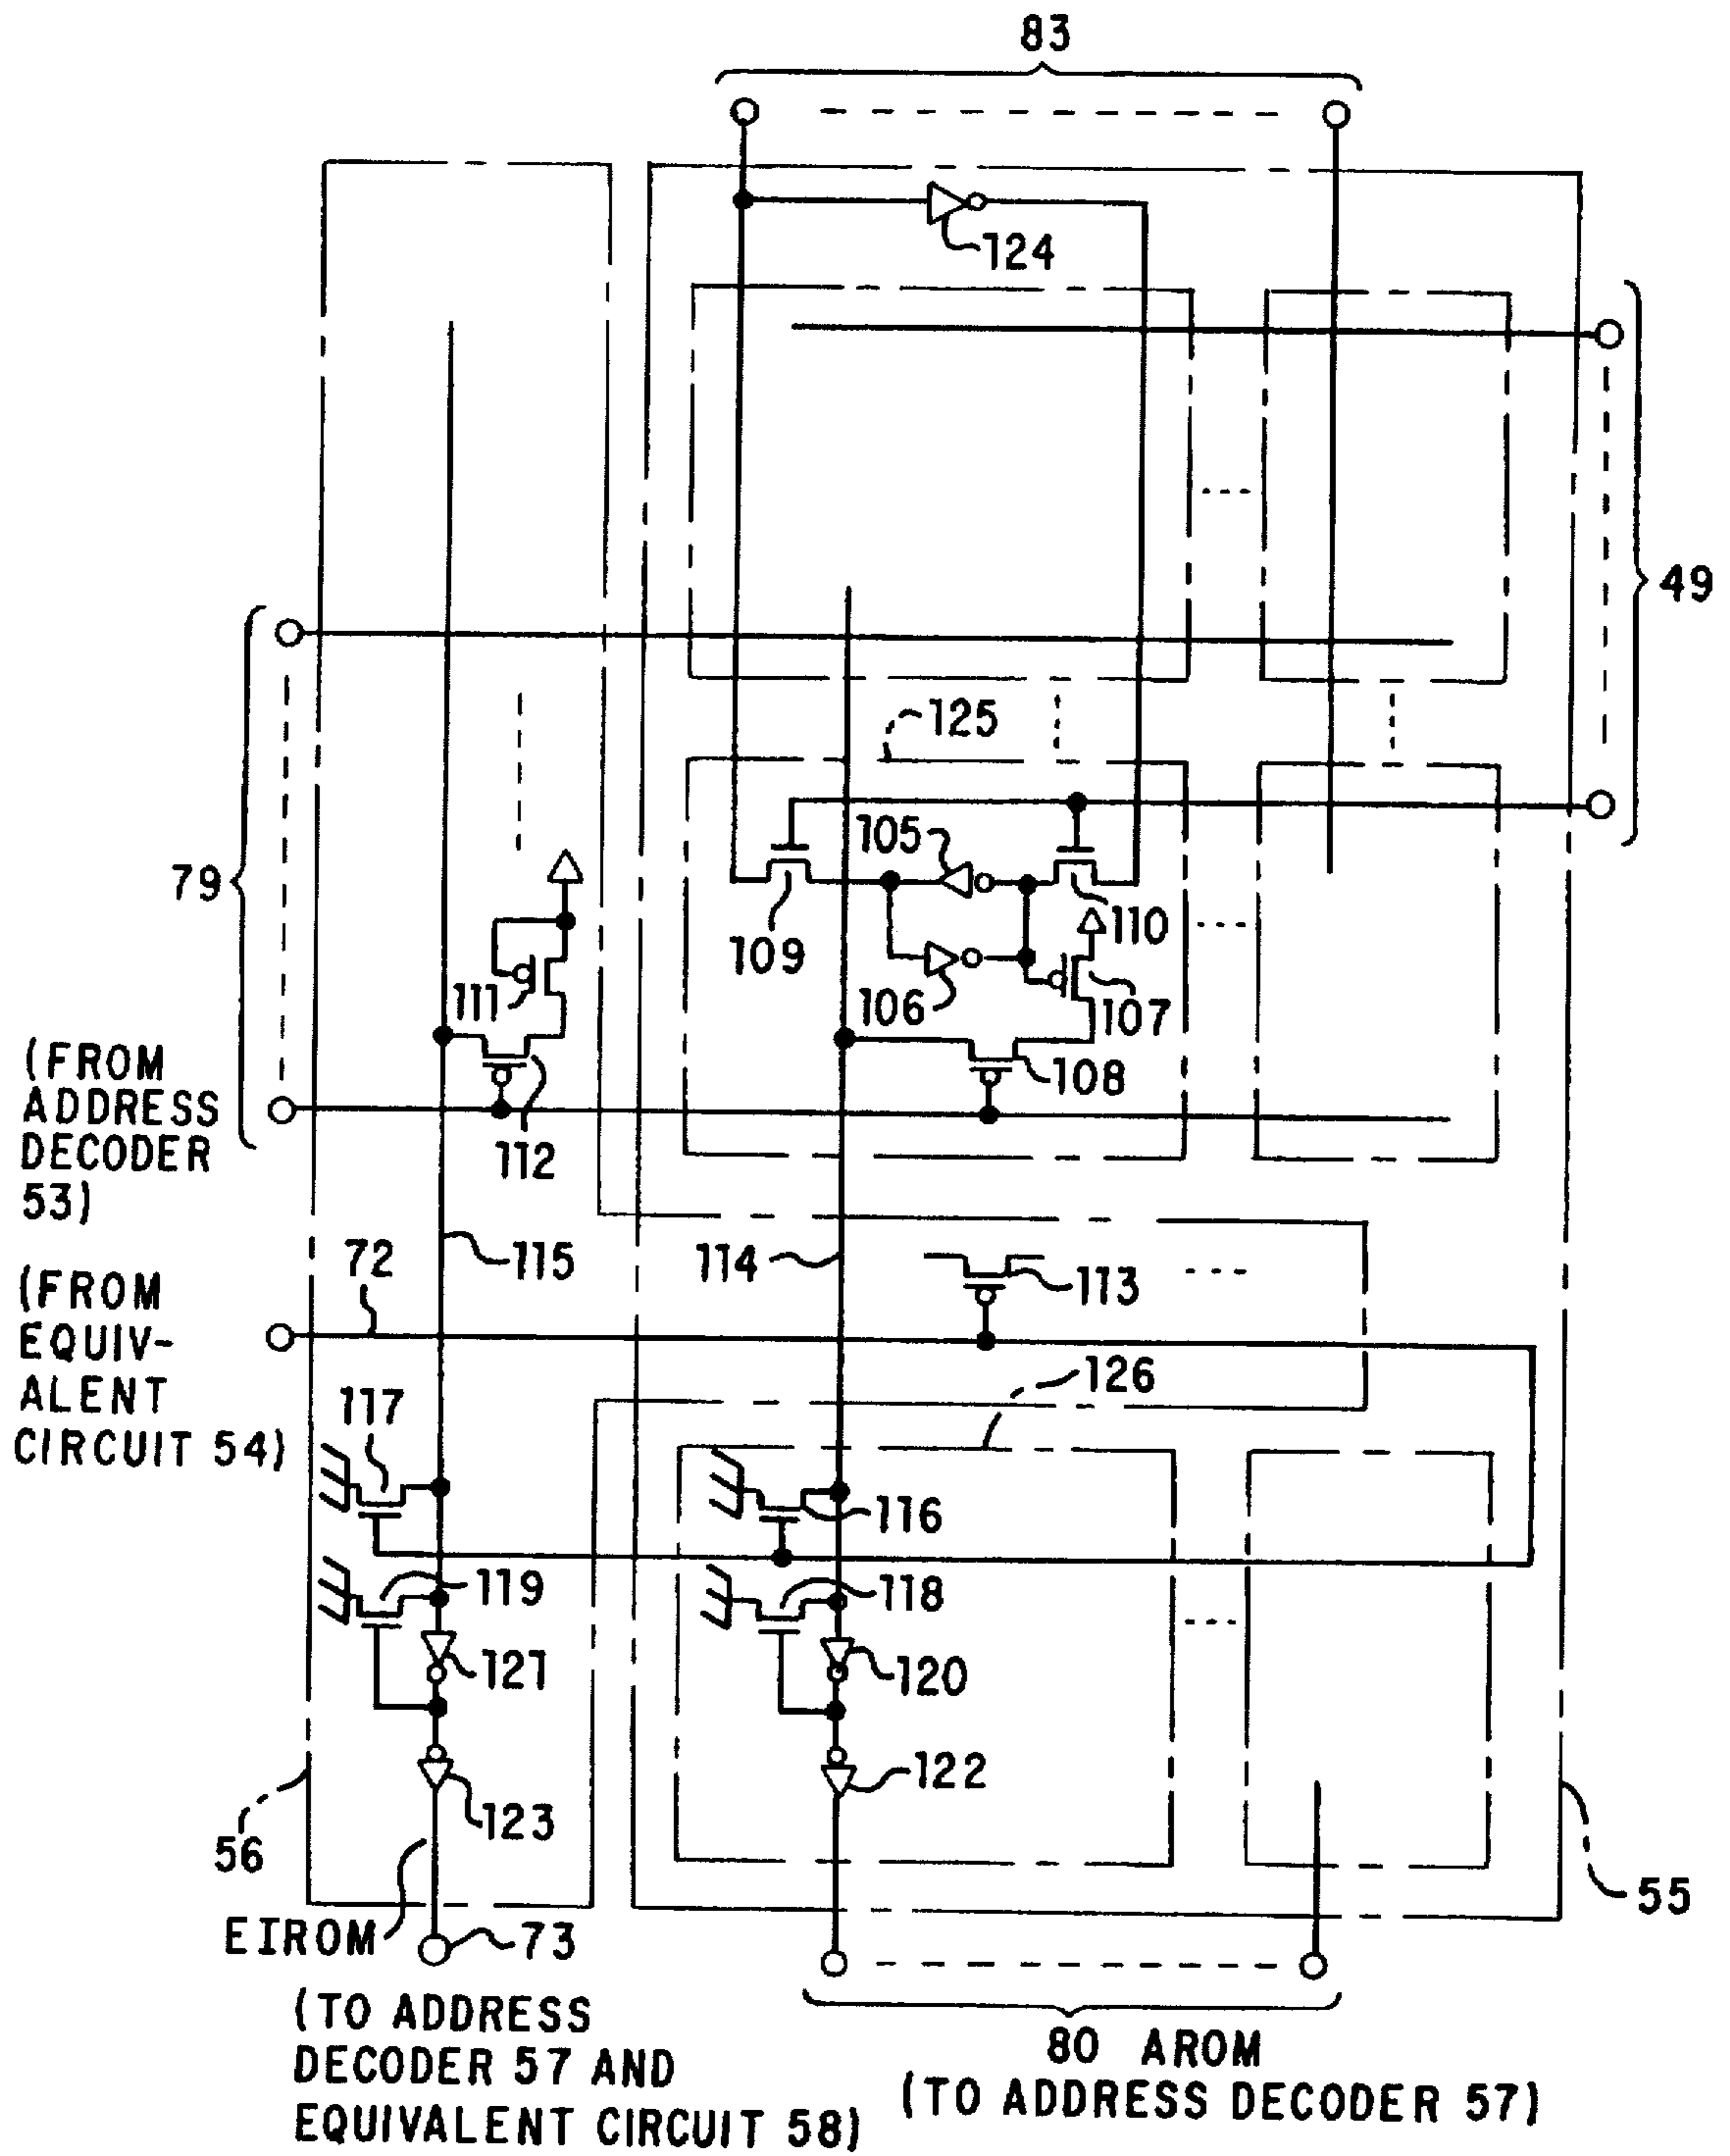 83
124
49
125
105
79
110
109
111
106
107
108
(FROM
ADDRESS
DECODER
53)
112
72
115
114
113
(FROM
EQUIV-
ALENT
CIRCUIT 54)
126
117
116
119
118
121
120
122
123
56
55
EIROM
73
(TO ADDRESS
DECODER 57 AND
EQUIVALENT CIRCUIT 58)
80 AROM
(TO ADDRESS DECODER 57)